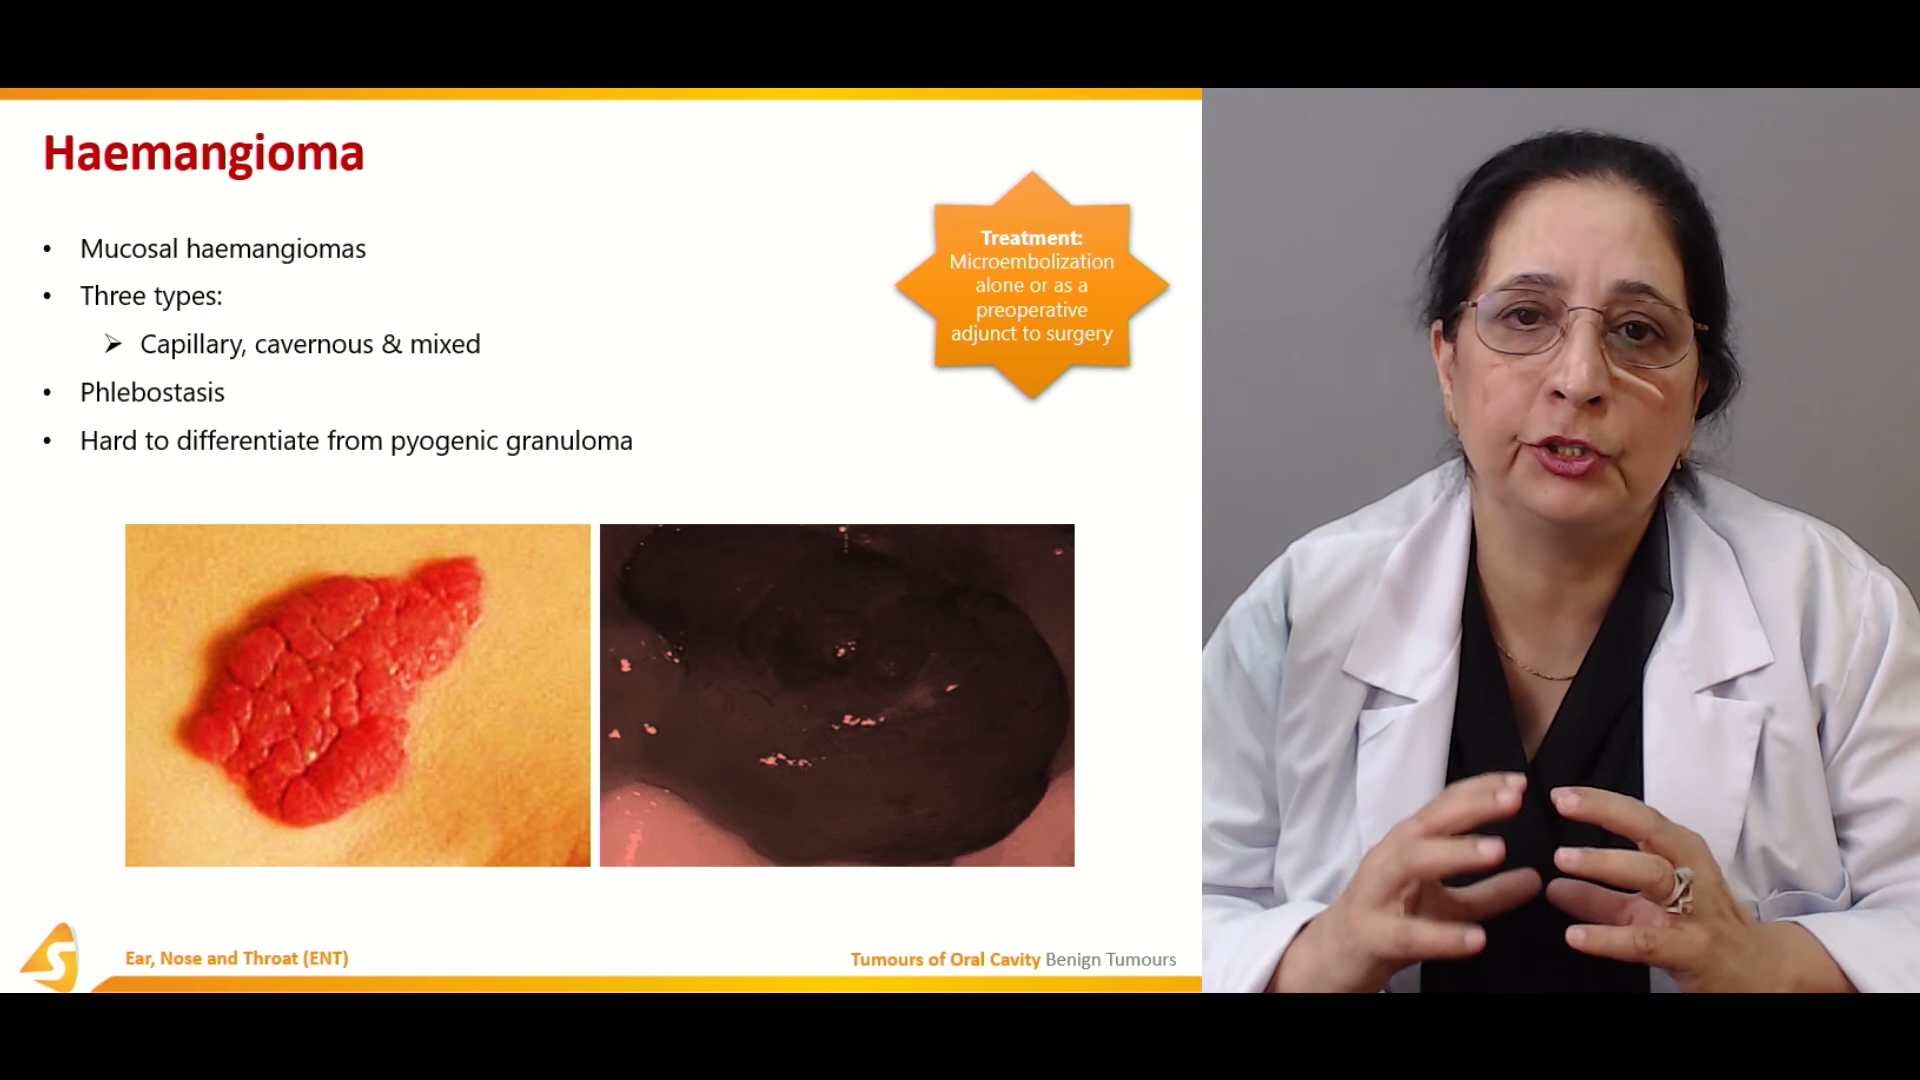 Haemangioma
• Mucosal haemangiomas
• Three types:
➢ Capillary, cavernous & mixed
• Phlebostasis
• Hard to differentiate from pyogenic granuloma
Treatment:
Microembolization
alone or as a
preoperative
adjunct to surgery
Ear, Nose and Throat (ENT)
Tumours of Oral Cavity Benign Tumours